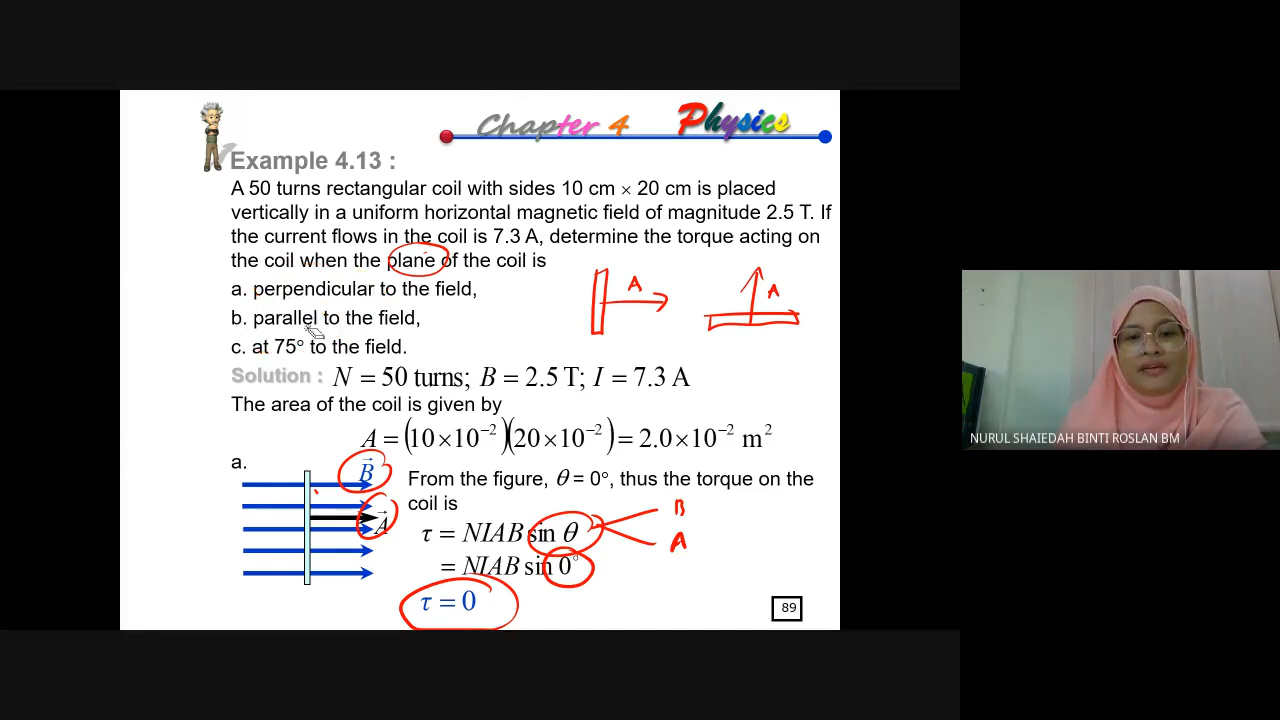 Chapter 4 Physics
Example 4.13 :
A 50 turns rectangular coil with sides 10 cm × 20 cm is placed
vertically in a uniform horizontal magnetic field of magnitude 2.5 T. If
the current flows in the coil is 7.3 A, determine the torque acting on
the coil when the plane of the coil is
a. perpendicular to the field,
b. parallel to the field,
c. at 75° to the field.
A
A
Solution : N = 50 turns; B = 2.5 T; I = 7.3 A
The area of the coil is given by
A = (10×10⁻²)(20×10⁻²) = 2.0×10⁻² m²
a.
B⃗
A⃗
From the figure, θ = 0°, thus the torque on the
coil is
τ = NIAB sin θ
B
A
= NIAB sin 0°
τ = 0
89
NURUL SHAIEDAH BINTI ROSLAN BM